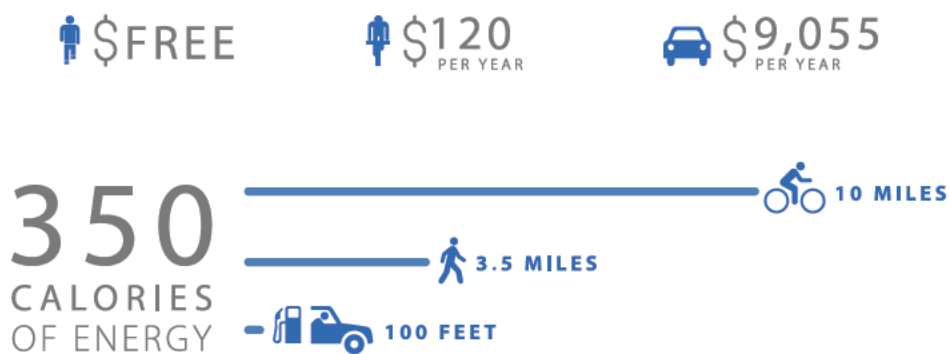 $FREE
$120
PER YEAR
$9,055
PER YEAR
350
CALORIES
OF ENERGY
10 MILES
3.5 MILES
100 FEET